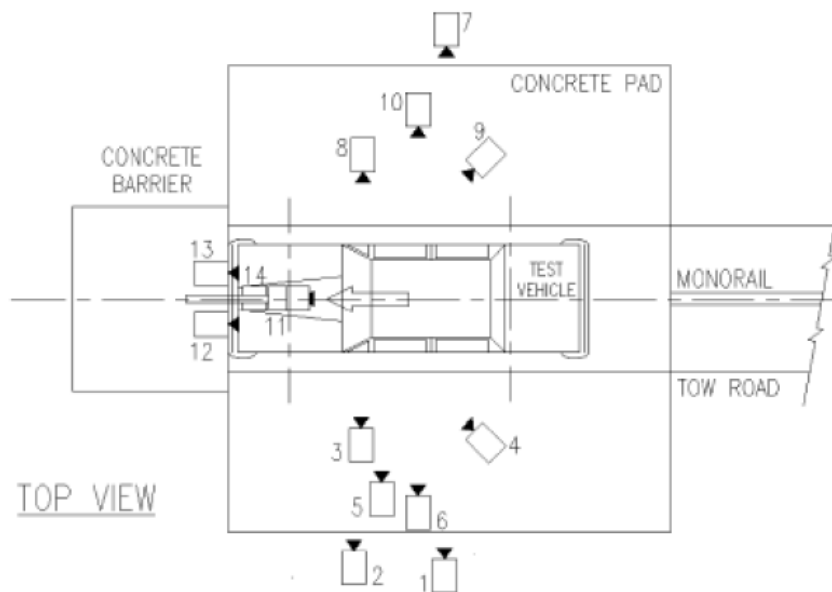 7
CONCRETE PAD
10
9
8
CONCRETE
BARRIER
13
14
TEST
VEHICLE
MONORAIL
11
12
TOW ROAD
3
4
5
6
TOP VIEW
2
1